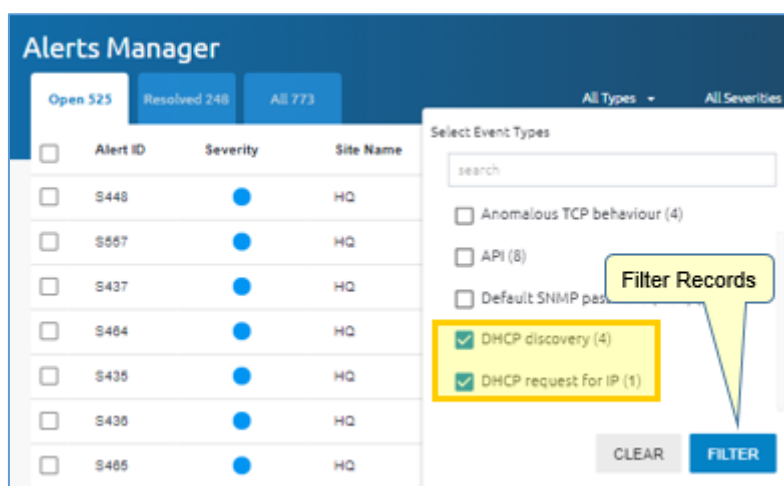 Alerts Manager
Open 525 Resolved 248 All 773 All Types All Severities
Alert ID Severity Site Name
S448 HQ
S557 HQ
S437 HQ
S464 HQ
S435 HQ
S436 HQ
S465 HQ
Select Event Types
search
Anomalous TCP behaviour (4)
API (8)
Default SNMP
DHCP discovery (4)
DHCP request for IP (1)
Filter Records
CLEAR FILTER